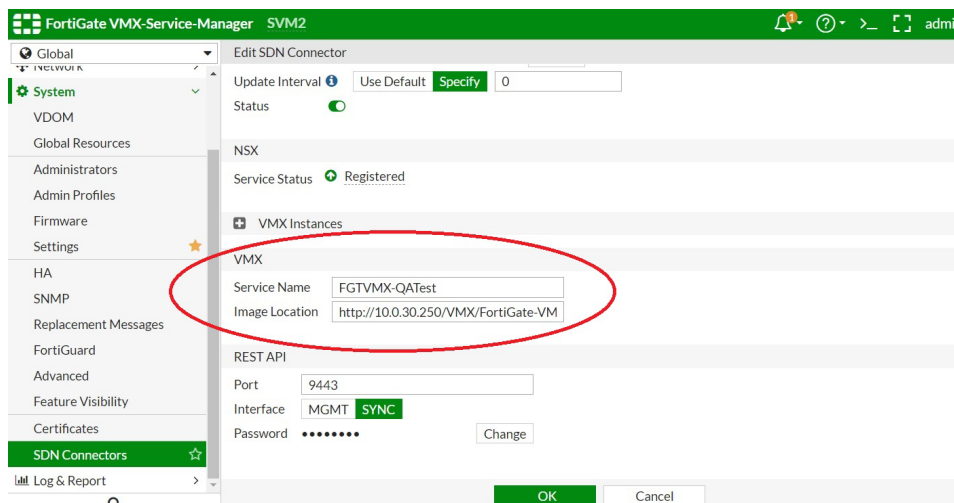 FortiGate VMX-Service-Manager SVM2 1 admi
Global
Network
System
VDOM
Global Resources
Administrators
Admin Profiles
Firmware
Settings
HA
SNMP
Replacement Messages
FortiGuard
Advanced
Feature Visibility
Certificates
SDN Connectors
Log & Report
Edit SDN Connector
Update Interval Use Default Specify 0
Status
NSX
Service Status Registered
VMX Instances
VMX
Service Name FGTVMX-QATest
Image Location http://10.0.30.250/VMX/FortiGate-VM
REST API
Port 9443
Interface MGMT SYNC
Password •••••••• Change
OK Cancel